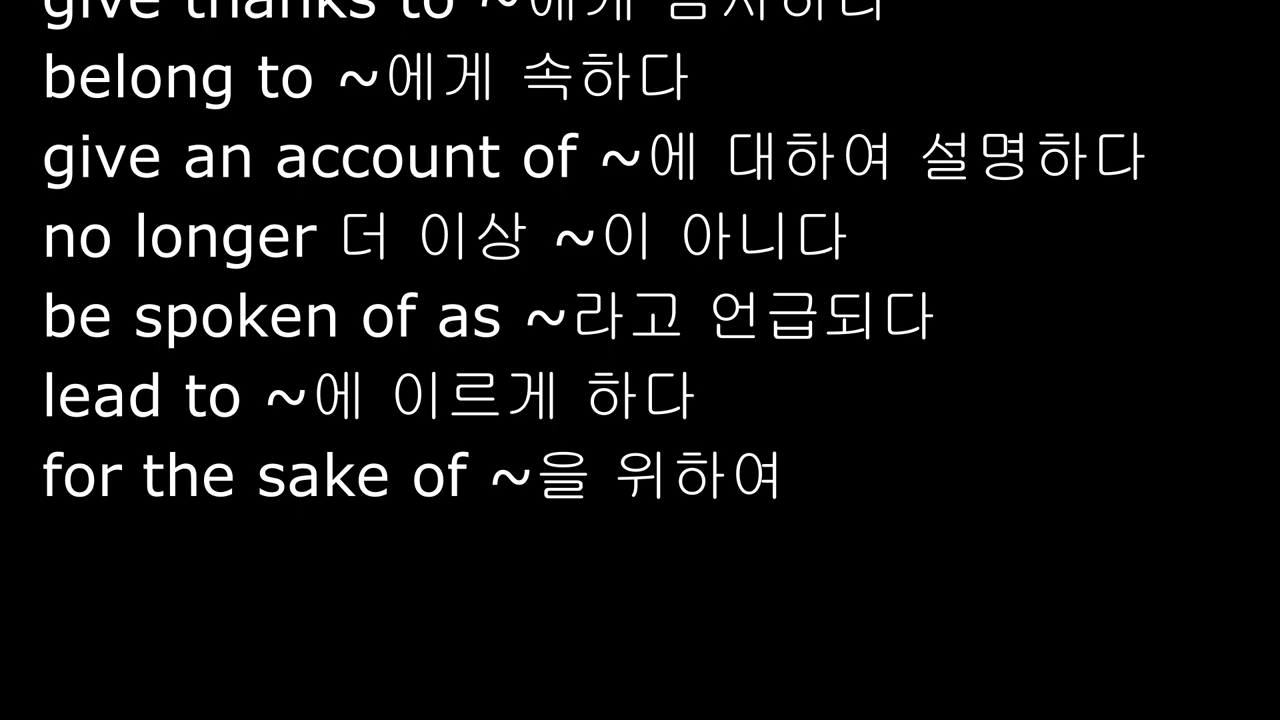 give thanks to ~에게 감사하다
belong to ~에게 속하다
give an account of ~에 대하여 설명하다
no longer 더 이상 ~이 아니다
be spoken of as ~라고 언급되다
lead to ~에 이르게 하다
for the sake of ~을 위하여